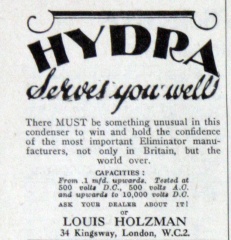 HYDRA
Serves you well
There MUST be something unusual in this
condenser to win and hold the confidence
of the most important Eliminator manu-
facturers, not only in Britain, but the
world over.
CAPACITIES :
From .1 mfd. upwards. Tested at
500 volts D.C., 500 volts A.C.
and upwards to 10,000 volts D.C.
ASK YOUR DEALER ABOUT IT!
or
LOUIS HOLZMAN
34 Kingsway, London, W.C.2.